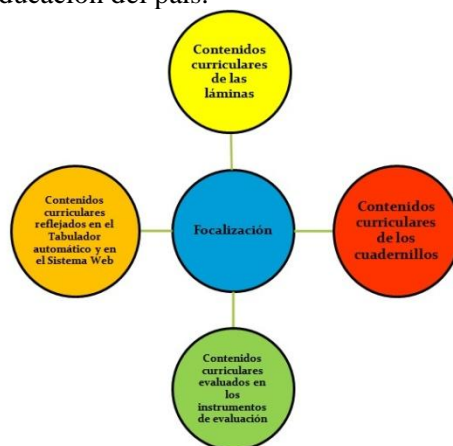 ducación del país.
Contenidos
curriculares
de las
láminas
Contenidos
curriculares
reflejados en el
Tabulador
automático y en
el Sistema Web
Focalización
Contenidos
curriculares
de los
cuadernillos
Contenidos
curriculares
evaluados en
los
instrumentos
de evaluación